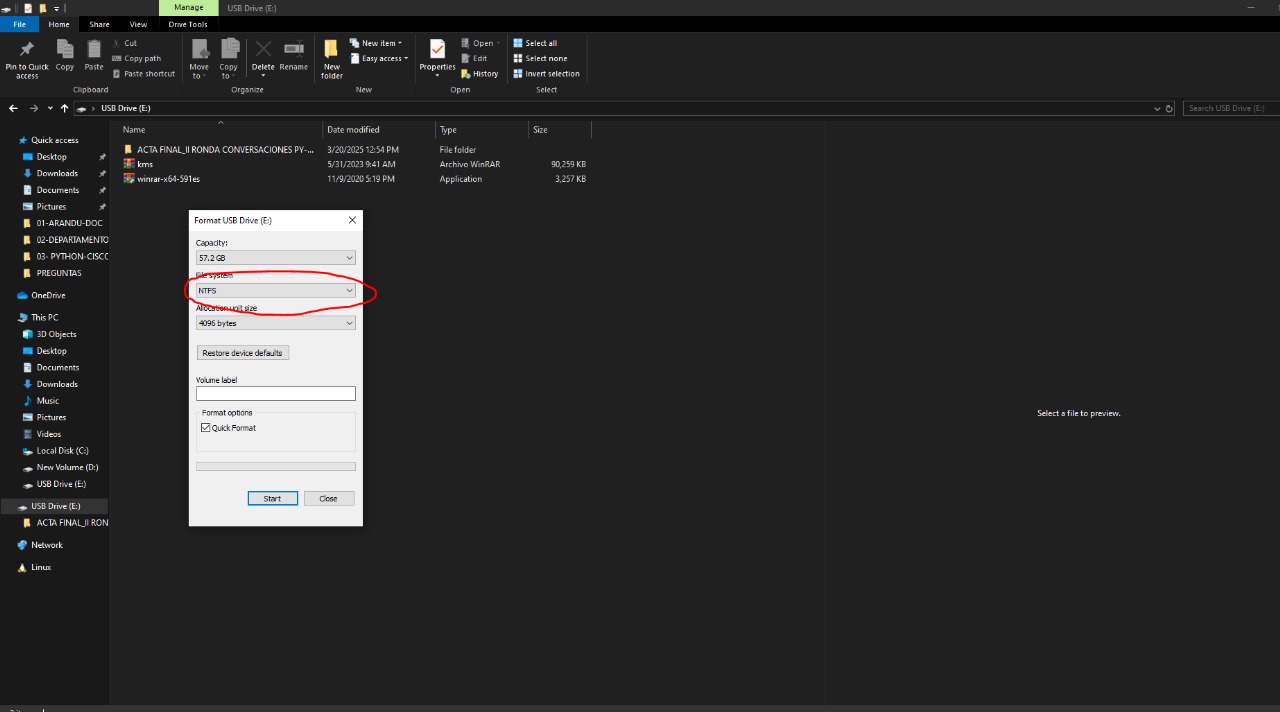 Manage
USB Drive (E:)
File
Home
Share
View
Drive Tools
Pin to Quick access
Copy
Paste
Cut
Copy path
Paste shortcut
Clipboard
Move to
Copy to
Delete
Rename
Organize
New folder
New item
Easy access
New
Properties
Open
Edit
History
Open
Select all
Select none
Invert selection
Select
USB Drive (E:)
Search USB Drive (E:)
Quick access
Desktop
Downloads
Documents
Pictures
01-ARANDU-DOC
02-DEPARTAMENTO
03- PYTHON-CISCO
PREGUNTAS
OneDrive
This PC
3D Objects
Desktop
Documents
Downloads
Music
Pictures
Videos
Local Disk (C:)
New Volume (D:)
USB Drive (E:)
USB Drive (E:)
ACTA FINAL_II RON
Network
Linux
Name Date modified Type Size
ACTA FINAL_II RONDA CONVERSACIONES PY-... 3/20/2025 12:54 PM File folder
kms 5/31/2023 9:41 AM Archivo WinRAR 90,259 KB
winrar-x64-591es 11/9/2020 5:19 PM Application 3,257 KB
Format USB Drive (E:)
Capacity:
57.2 GB
File system
NTFS
Allocation unit size
4096 bytes
Restore device defaults
Volume label
Format options
Quick Format
Start Close
Select a file to preview.